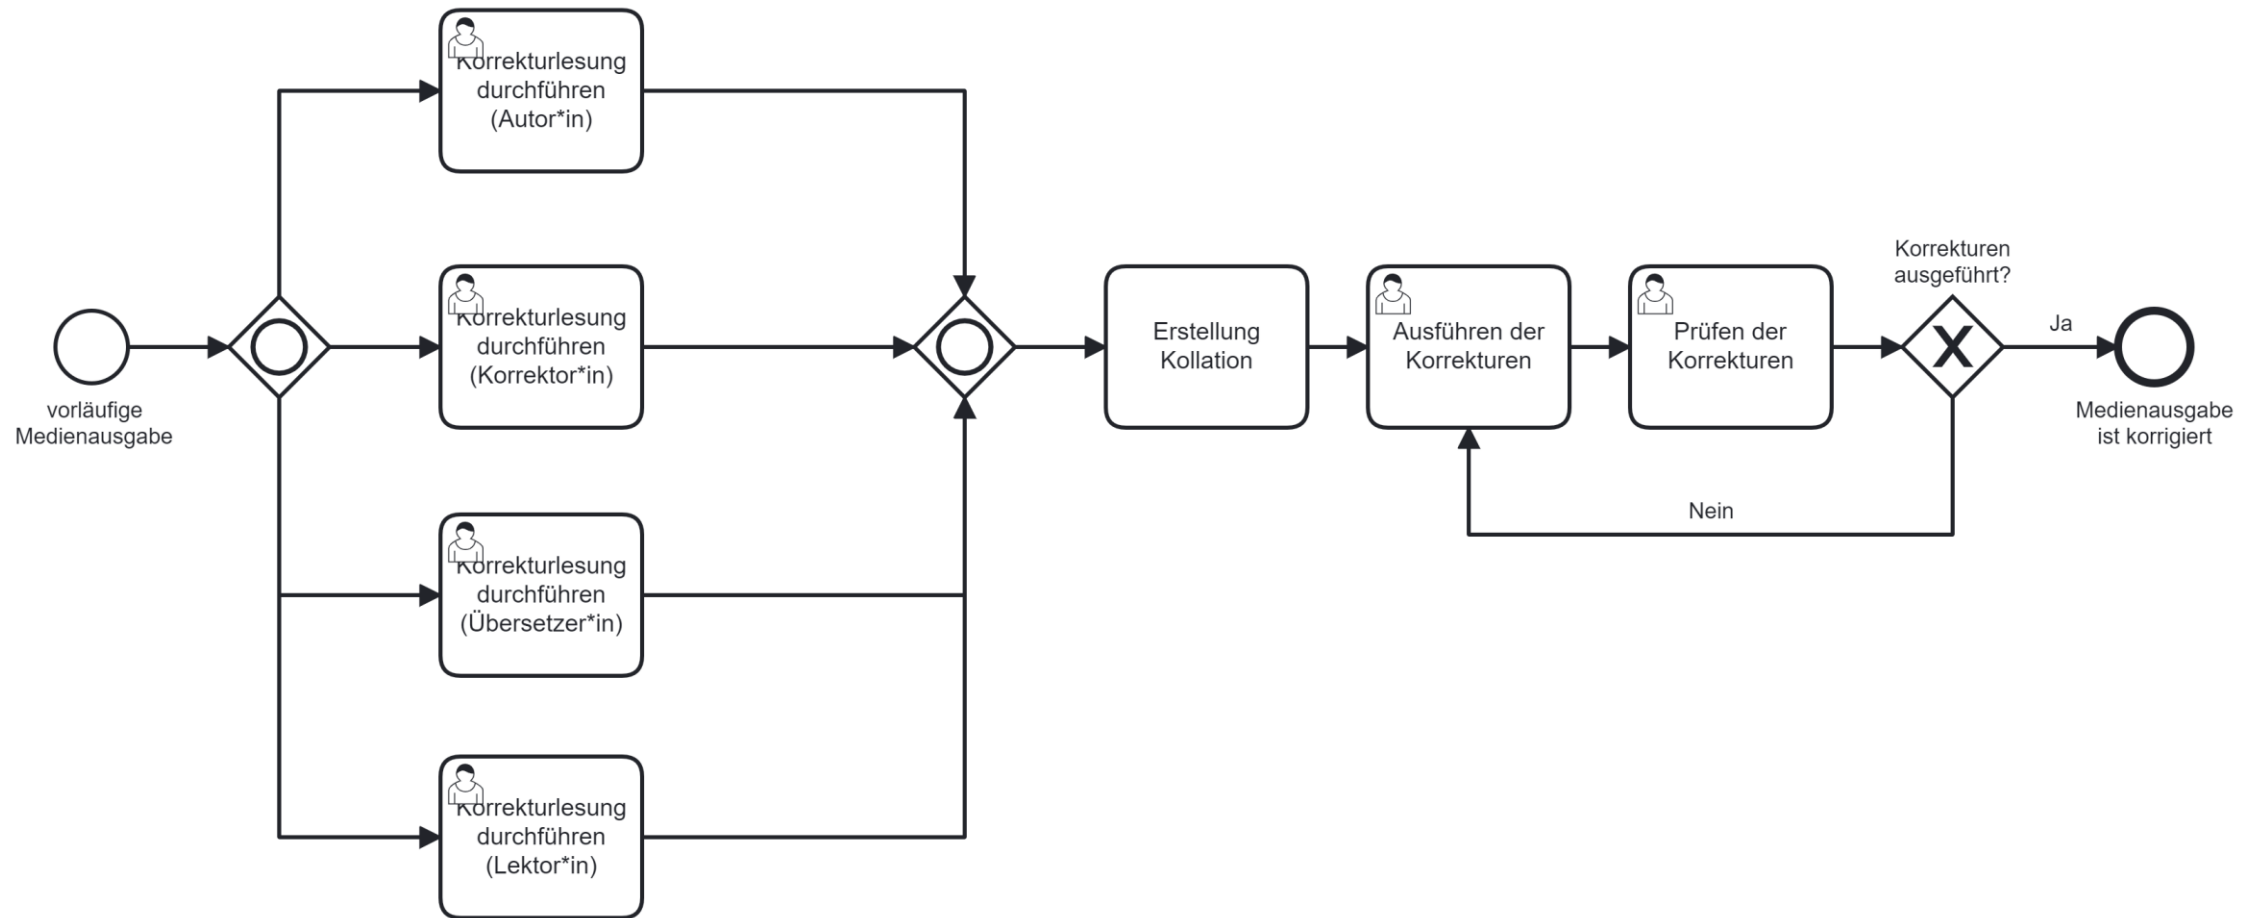 vorläufige
Medienausgabe
Korrekturlesung
durchführen
(Autor*in)
Korrekturlesung
durchführen
(Korrektor*in)
Korrekturlesung
durchführen
(Übersetzer*in)
Korrekturlesung
durchführen
(Lektor*in)
Erstellung
Kollation
Ausführen der
Korrekturen
Prüfen der
Korrekturen
Korrekturen
ausgeführt?
Ja
Nein
Medienausgabe
ist korrigiert